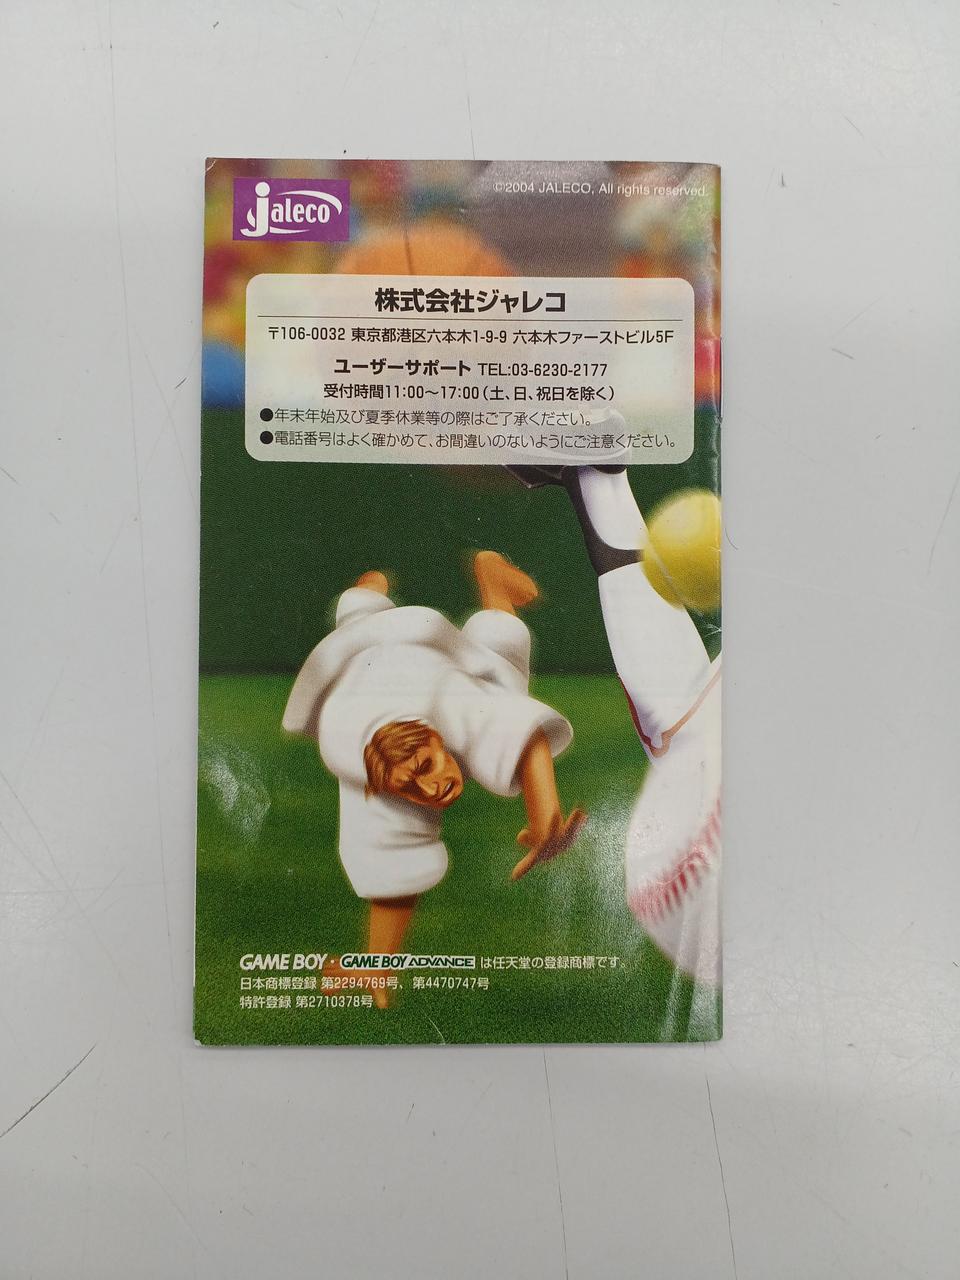 jaleco
©2004 JALECO, All rights reserved.
株式会社ジャレコ
〒106-0032 東京都港区六本木1-9-9 六本木ファーストビル5F
ユーザーサポート TEL:03-6230-2177
受付時間11:00～17:00(土、日、祝日を除く)
●年末年始及び夏季休業等の際はご了承ください。
●電話番号はよく確かめて、お間違いのないようにご注意ください。
GAME BOY・GAME BOY ADVANCE は任天堂の登録商標です。
日本商標登録 第2294769号、第4470747号
特許登録 第2710378号